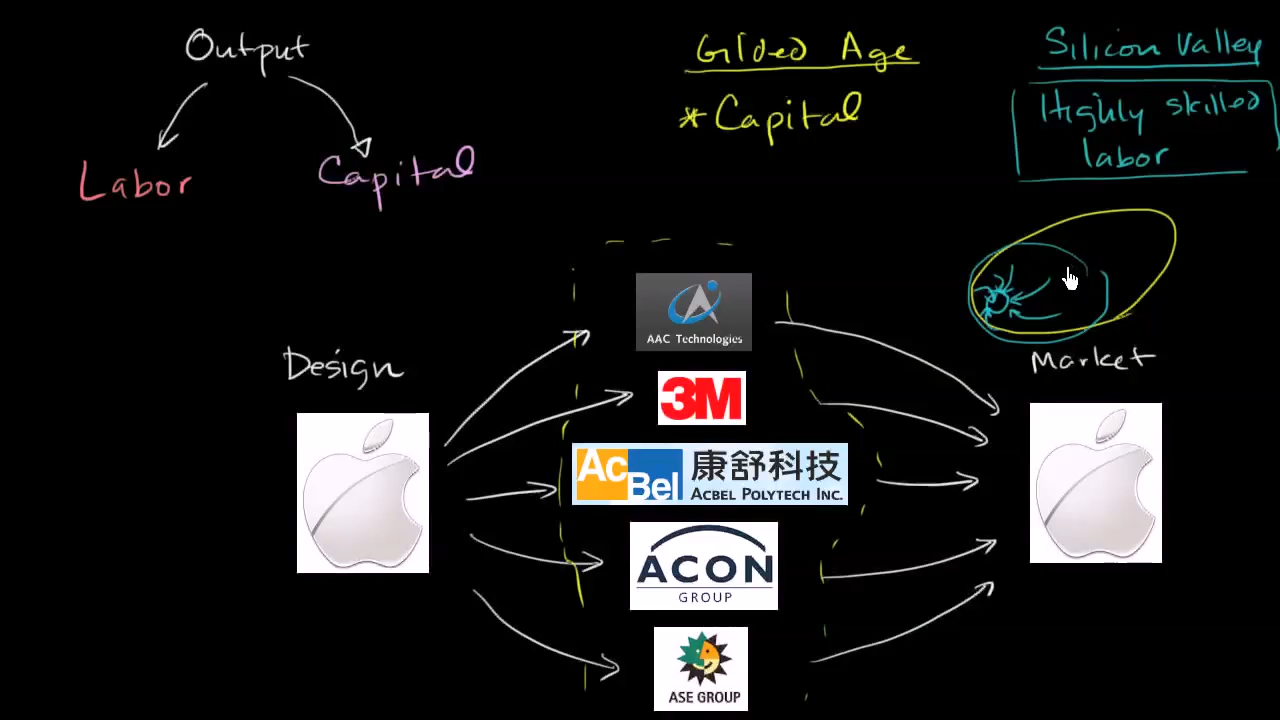 Output
Gilded Age
Silicon Valley
Labor
Capital
*Capital
Highly skilled
labor
AAC Technologies
Design
Market
3M
AcBel
康舒科技
ACBEL POLYTECH INC.
ACON
GROUP
ASE GROUP